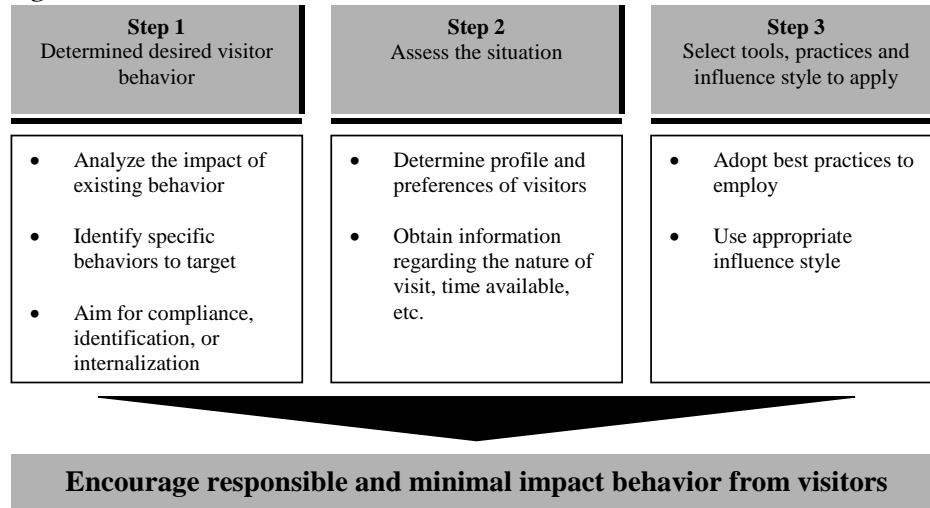 Step 1
Determined desired visitor
behavior
Step 2
Assess the situation
Step 3
Select tools, practices and
influence style to apply
• Analyze the impact of
existing behavior
• Identify specific
behaviors to target
• Aim for compliance,
identification, or
internalization
• Determine profile and
preferences of visitors
• Obtain information
regarding the nature of
visit, time available,
etc.
• Adopt best practices to
employ
• Use appropriate
influence style
Encourage responsible and minimal impact behavior from visitors